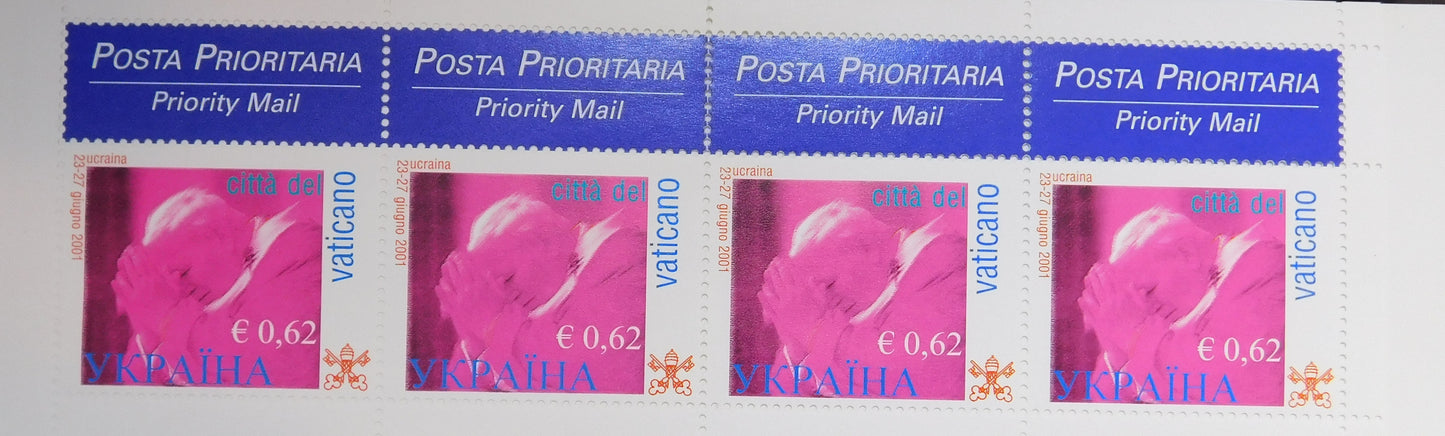 POSTA PRIORITARIA
Priority Mail
POSTA PRIORITARIA
Priority Mail
POSTA PRIORITARIA
Priority Mail
POSTA PRIORITARIA
Priority Mail
ucraina
23-27 giugno 2001
città del
vaticano
€ 0,62
УКРАЇНА
ucraina
23-27 giugno 2001
città del
vaticano
€ 0,62
УКРАЇНА
ucraina
23-27 giugno 2001
città del
vaticano
€ 0,62
УКРАЇНА
ucraina
23-27 giugno 2001
città del
vaticano
€ 0,62
УКРАЇНА